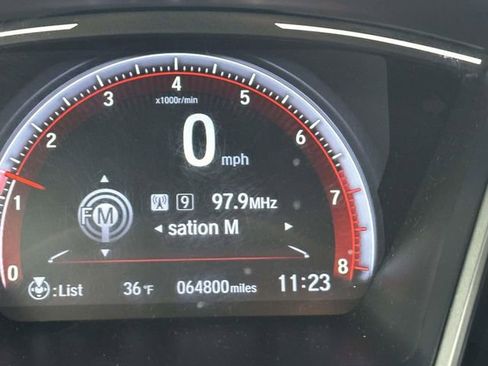 4
3 5
x1000r/min
2 6
0 mph
1 7
FM 9 97.9MHz
sation M
0 8
:List 36°F 064800miles 11:23